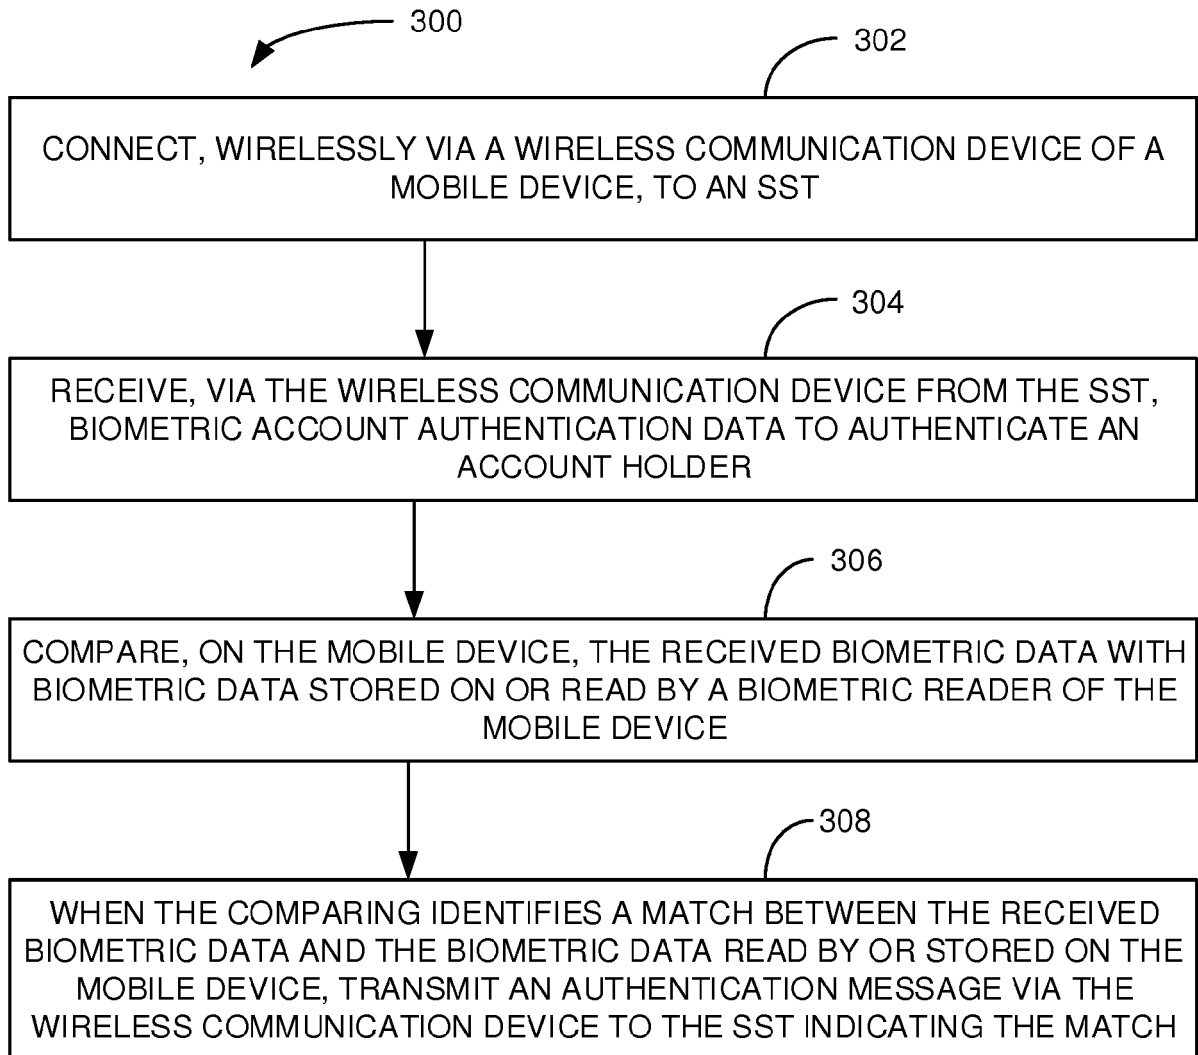 300
302
CONNECT, WIRELESSLY VIA A WIRELESS COMMUNICATION DEVICE OF A
MOBILE DEVICE, TO AN SST
304
RECEIVE, VIA THE WIRELESS COMMUNICATION DEVICE FROM THE SST,
BIOMETRIC ACCOUNT AUTHENTICATION DATA TO AUTHENTICATE AN
ACCOUNT HOLDER
306
COMPARE, ON THE MOBILE DEVICE, THE RECEIVED BIOMETRIC DATA WITH
BIOMETRIC DATA STORED ON OR READ BY A BIOMETRIC READER OF THE
MOBILE DEVICE
308
WHEN THE COMPARING IDENTIFIES A MATCH BETWEEN THE RECEIVED
BIOMETRIC DATA AND THE BIOMETRIC DATA READ BY OR STORED ON THE
MOBILE DEVICE, TRANSMIT AN AUTHENTICATION MESSAGE VIA THE
WIRELESS COMMUNICATION DEVICE TO THE SST INDICATING THE MATCH